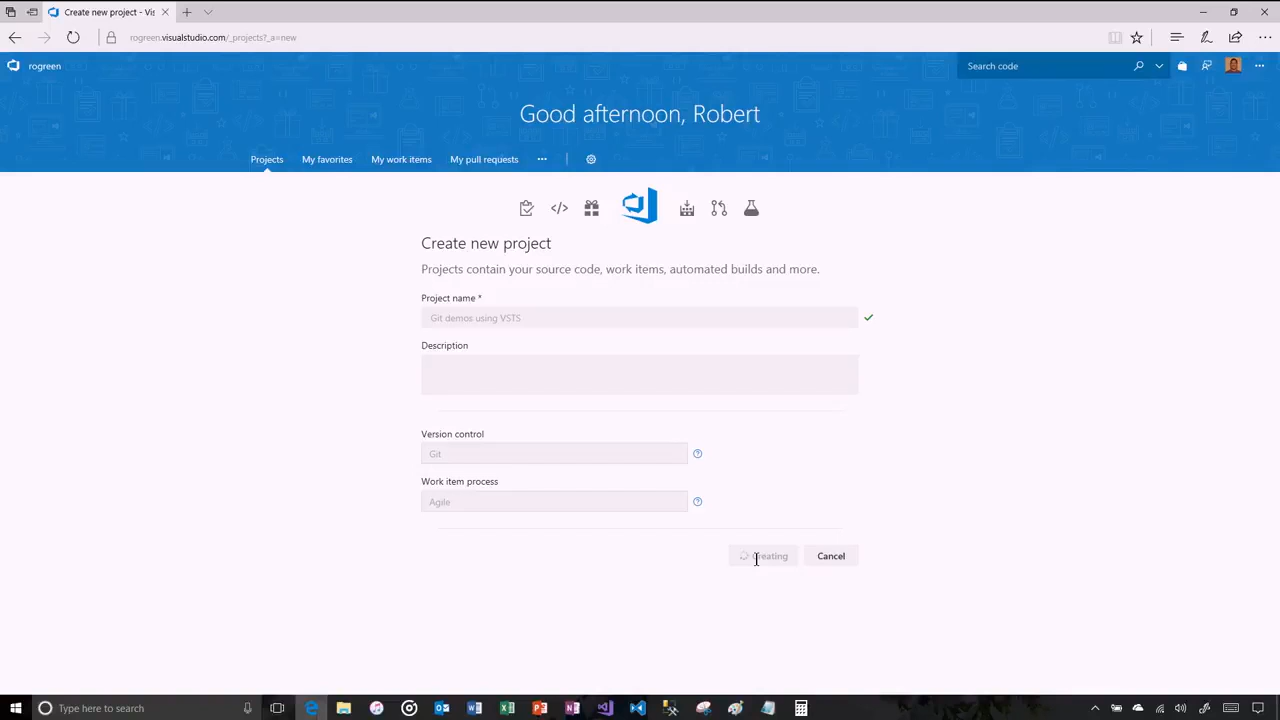 Create new project - Vis
rogreen.visualstudio.com/_projects?_a=new
rogreen
Search code
Good afternoon, Robert
Projects
My favorites
My work items
My pull requests
Create new project
Projects contain your source code, work items, automated builds and more.
Project name *
Git demos using VSTS
Description
Version control
Git
Work item process
Agile
Creating
Cancel
Type here to search